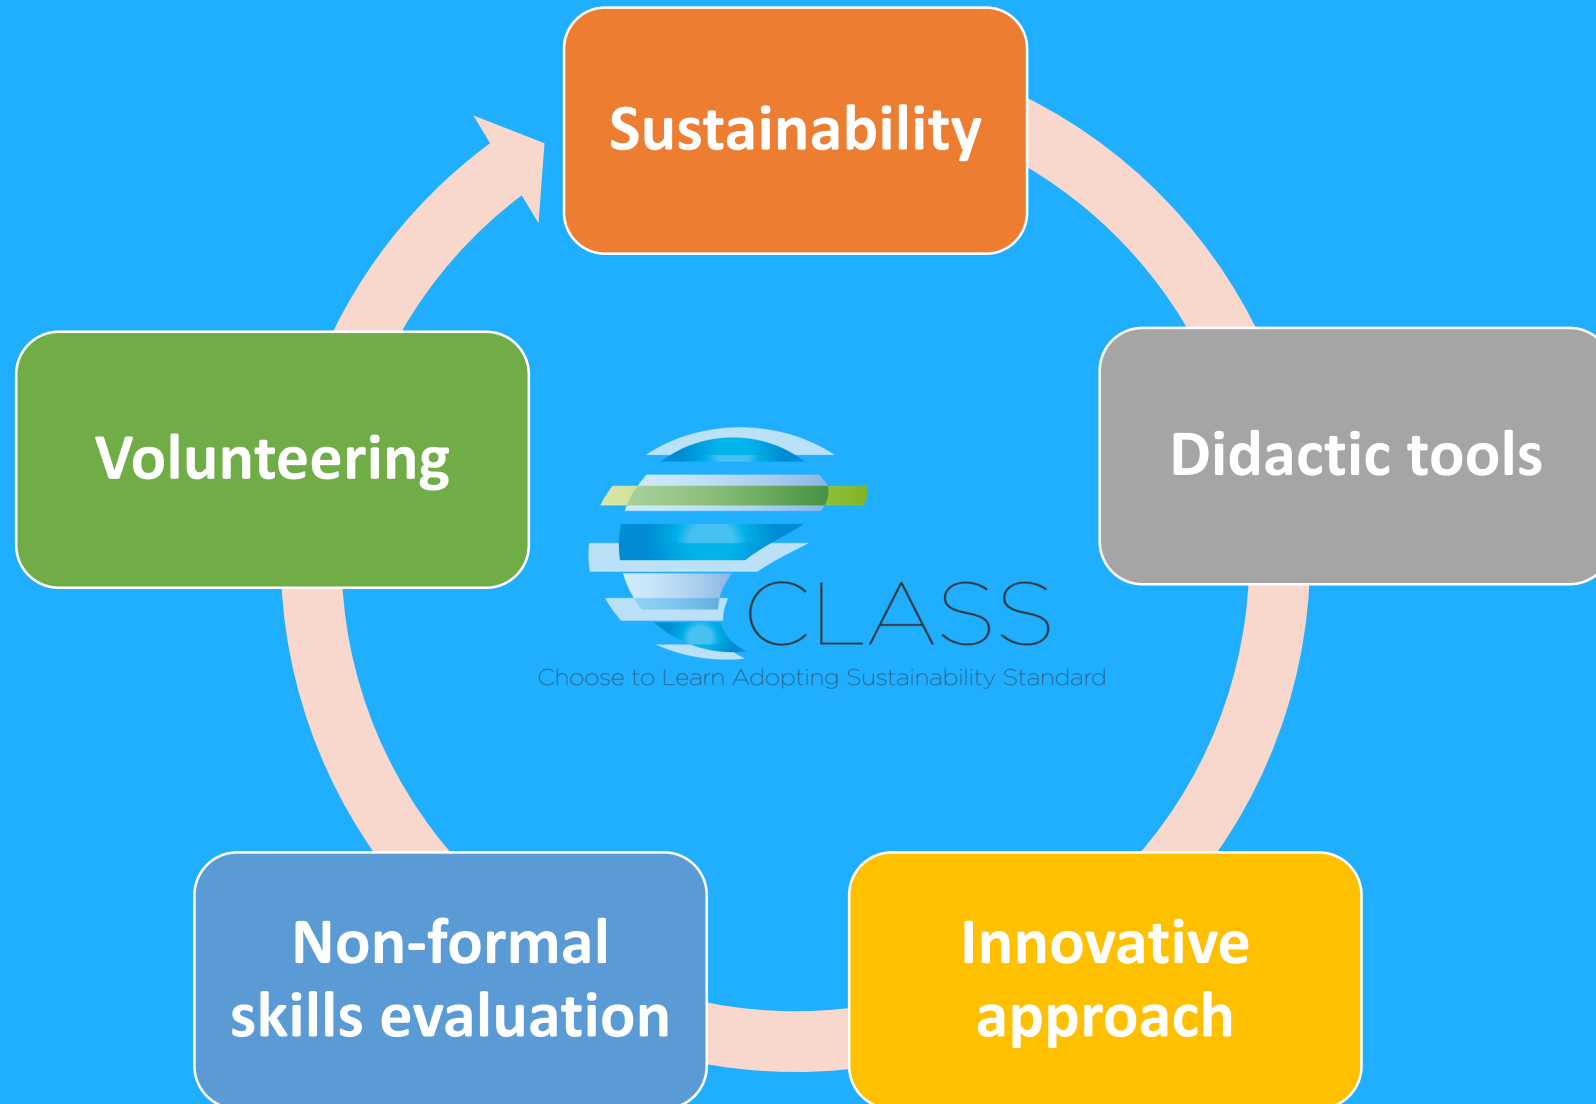 Sustainability
Didactic tools
Volunteering
CLASS
Choose to Learn Adopting Sustainability Standard
Non-formal
skills evaluation
Innovative
approach